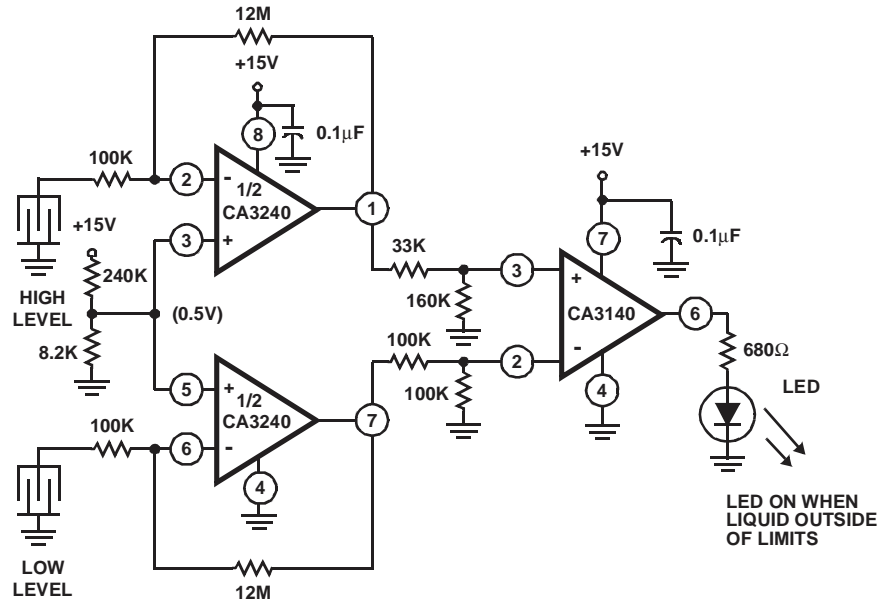 12M
+15V
8
0.1μF
100K
2
-
1/2
CA3240
1
+15V
3
+
240K
HIGH
LEVEL
(0.5V)
8.2K
33K
160K
3
+15V
7
0.1μF
+
CA3140
6
-
100K
2
100K
4
680Ω
LED
5
+
1/2
CA3240
7
100K
6
-
4
LOW
LEVEL
12M
LED ON WHEN
LIQUID OUTSIDE
OF LIMITS